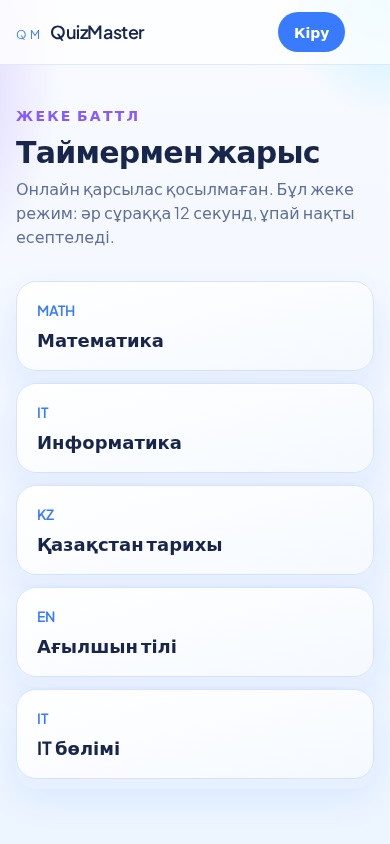 QM QuizMaster
Кіру
ЖЕКЕ БАТТЛ
Таймермен жарыс
Онлайн қарсылас қосылмаған. Бұл жеке
режим: әр сұраққа 12 секунд, ұпай нақты
есептеледі.
MATH
Математика
IT
Информатика
KZ
Қазақстан тарихы
EN
Ағылшын тілі
IT
IT бөлімі